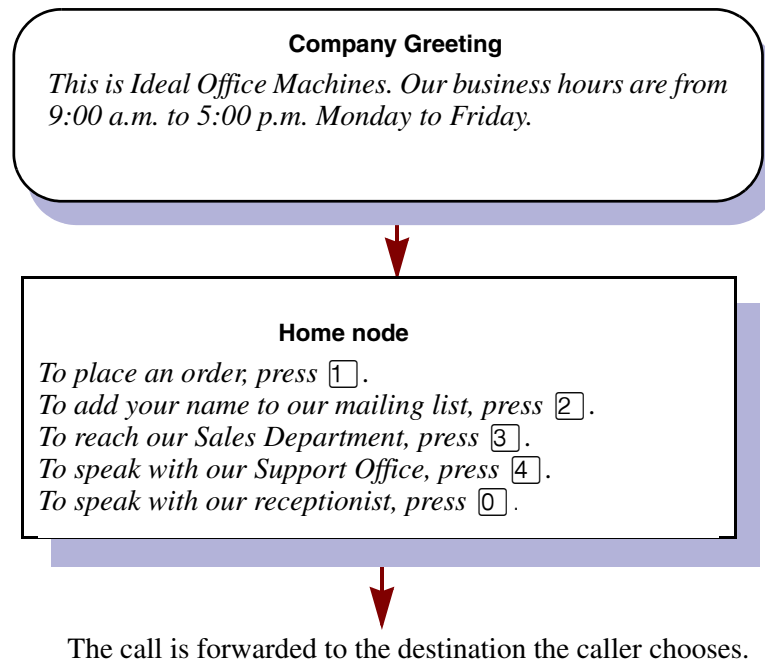 Company Greeting
This is Ideal Office Machines. Our business hours are from
9:00 a.m. to 5:00 p.m. Monday to Friday.
Home node
To place an order, press 1 .
To add your name to our mailing list, press 2 .
To reach our Sales Department, press 3 .
To speak with our Support Office, press 4 .
To speak with our receptionist, press 0 .
The call is forwarded to the destination the caller chooses.